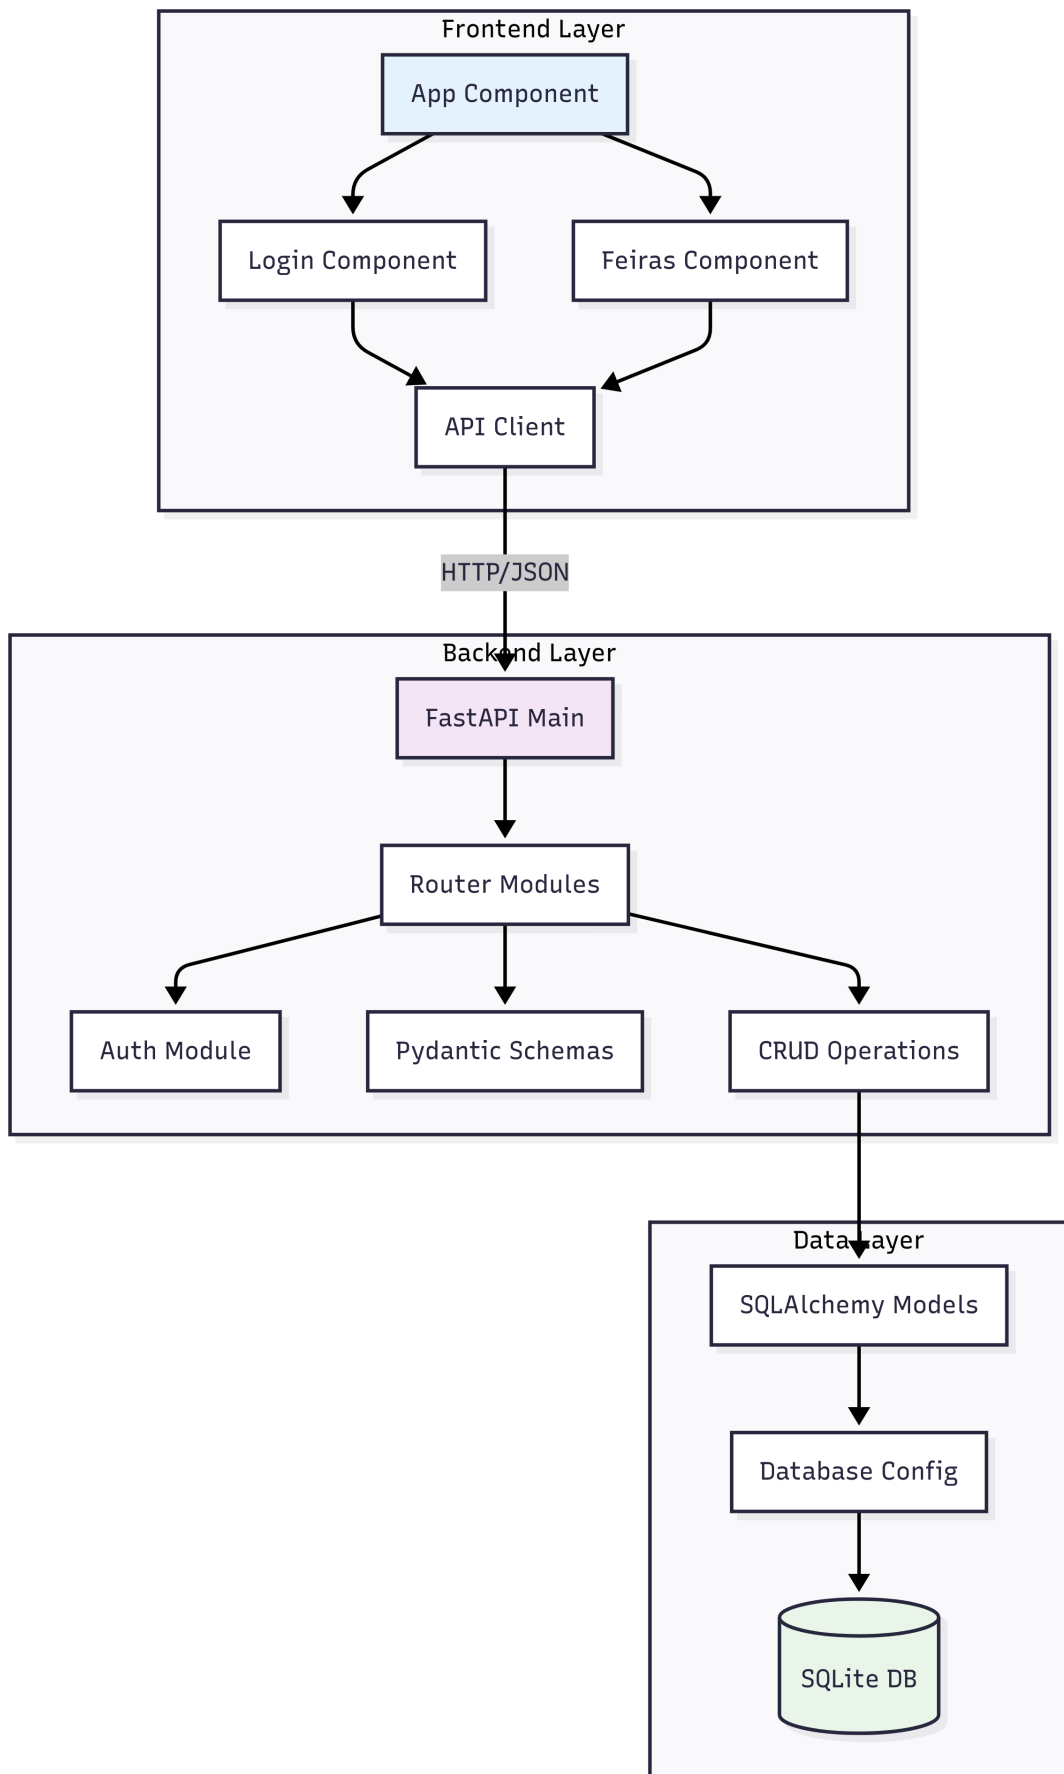 Frontend Layer
App Component
Login Component
Feiras Component
API Client
HTTP/JSON
Backend Layer
FastAPI Main
Router Modules
Auth Module
Pydantic Schemas
CRUD Operations
Data Layer
SQLAlchemy Models
Database Config
SQLite DB